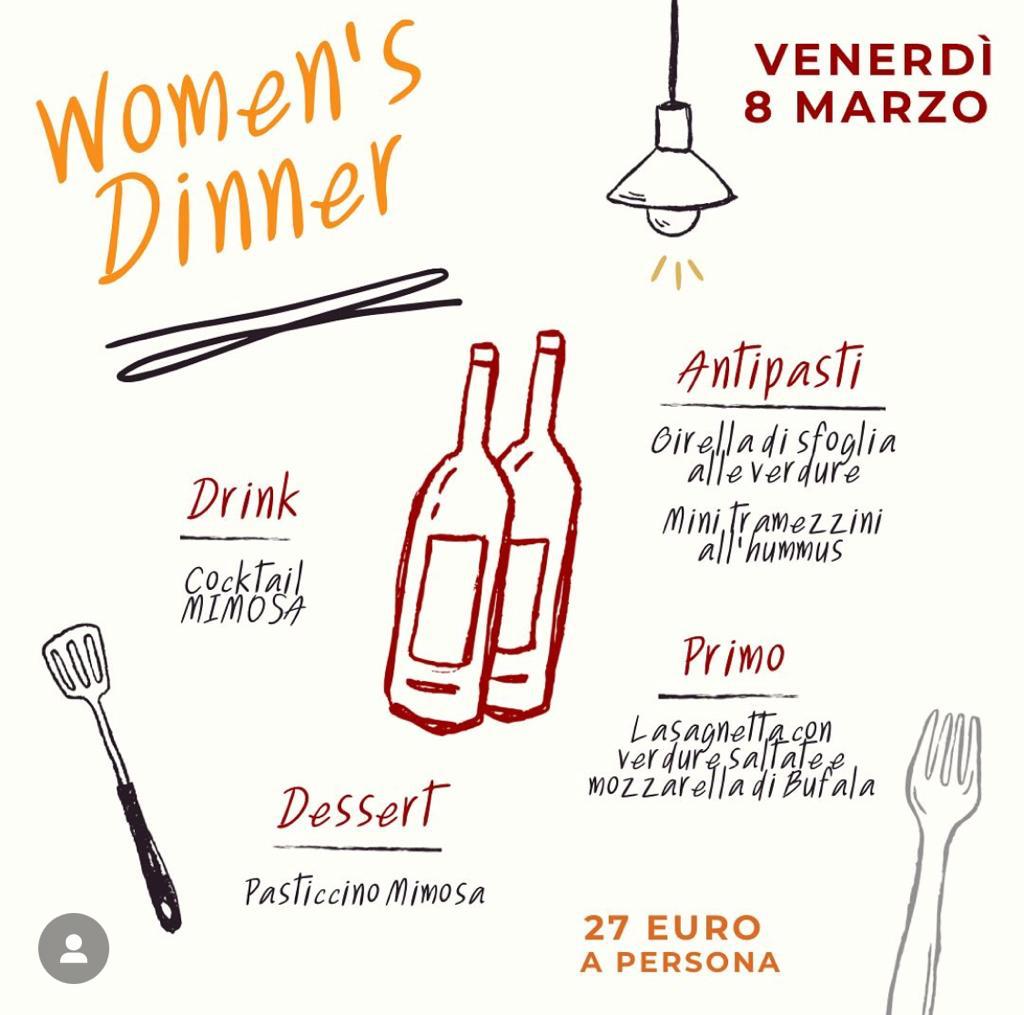 Women's
Dinner
VENERDÌ
8 MARZO
Antipasti
Girella di sfoglia
alle verdure
Mini tramezzini
all'hummus
Drink
Cocktail
MIMOSA
Primo
Lasagnetta con
verdure saltate e
mozzarella di Bufala
Dessert
Pasticcino Mimosa
27 EURO
A PERSONA